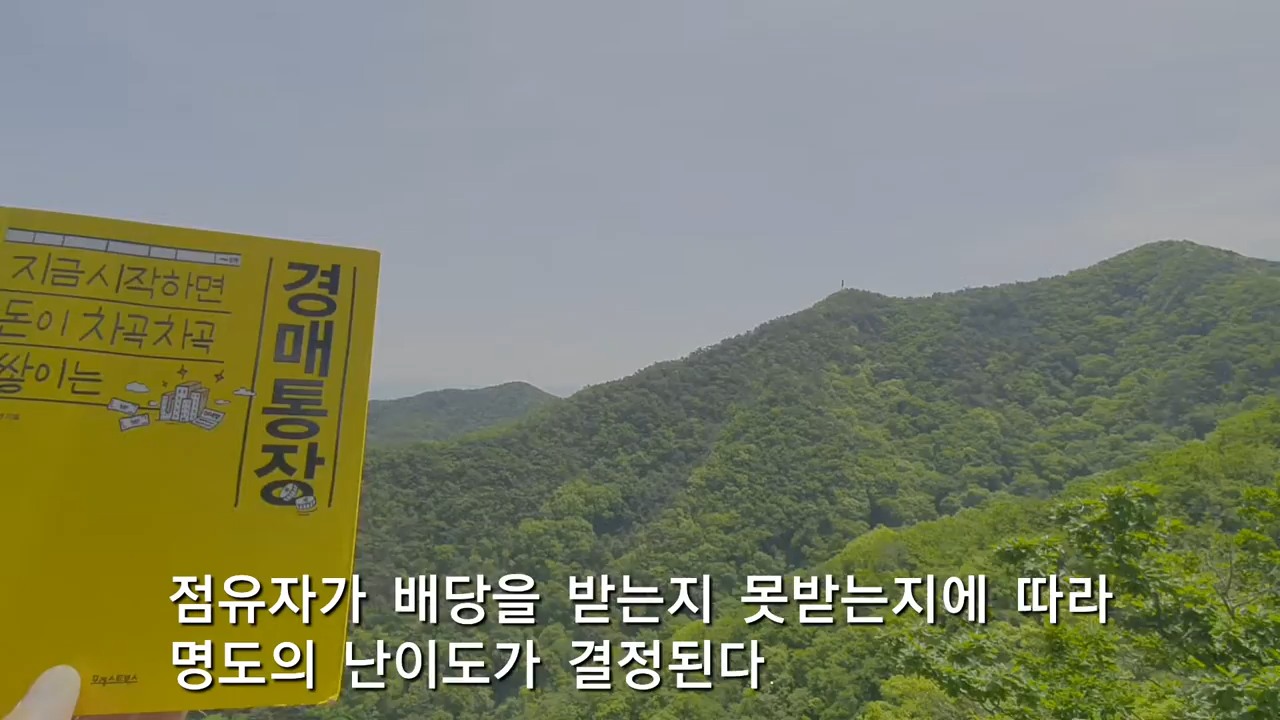 지금 시작하면
돈이 차곡차곡
쌓이는
경매통장
점유자가 배당을 받는지 못받는지에 따라
명도의 난이도가 결정된다